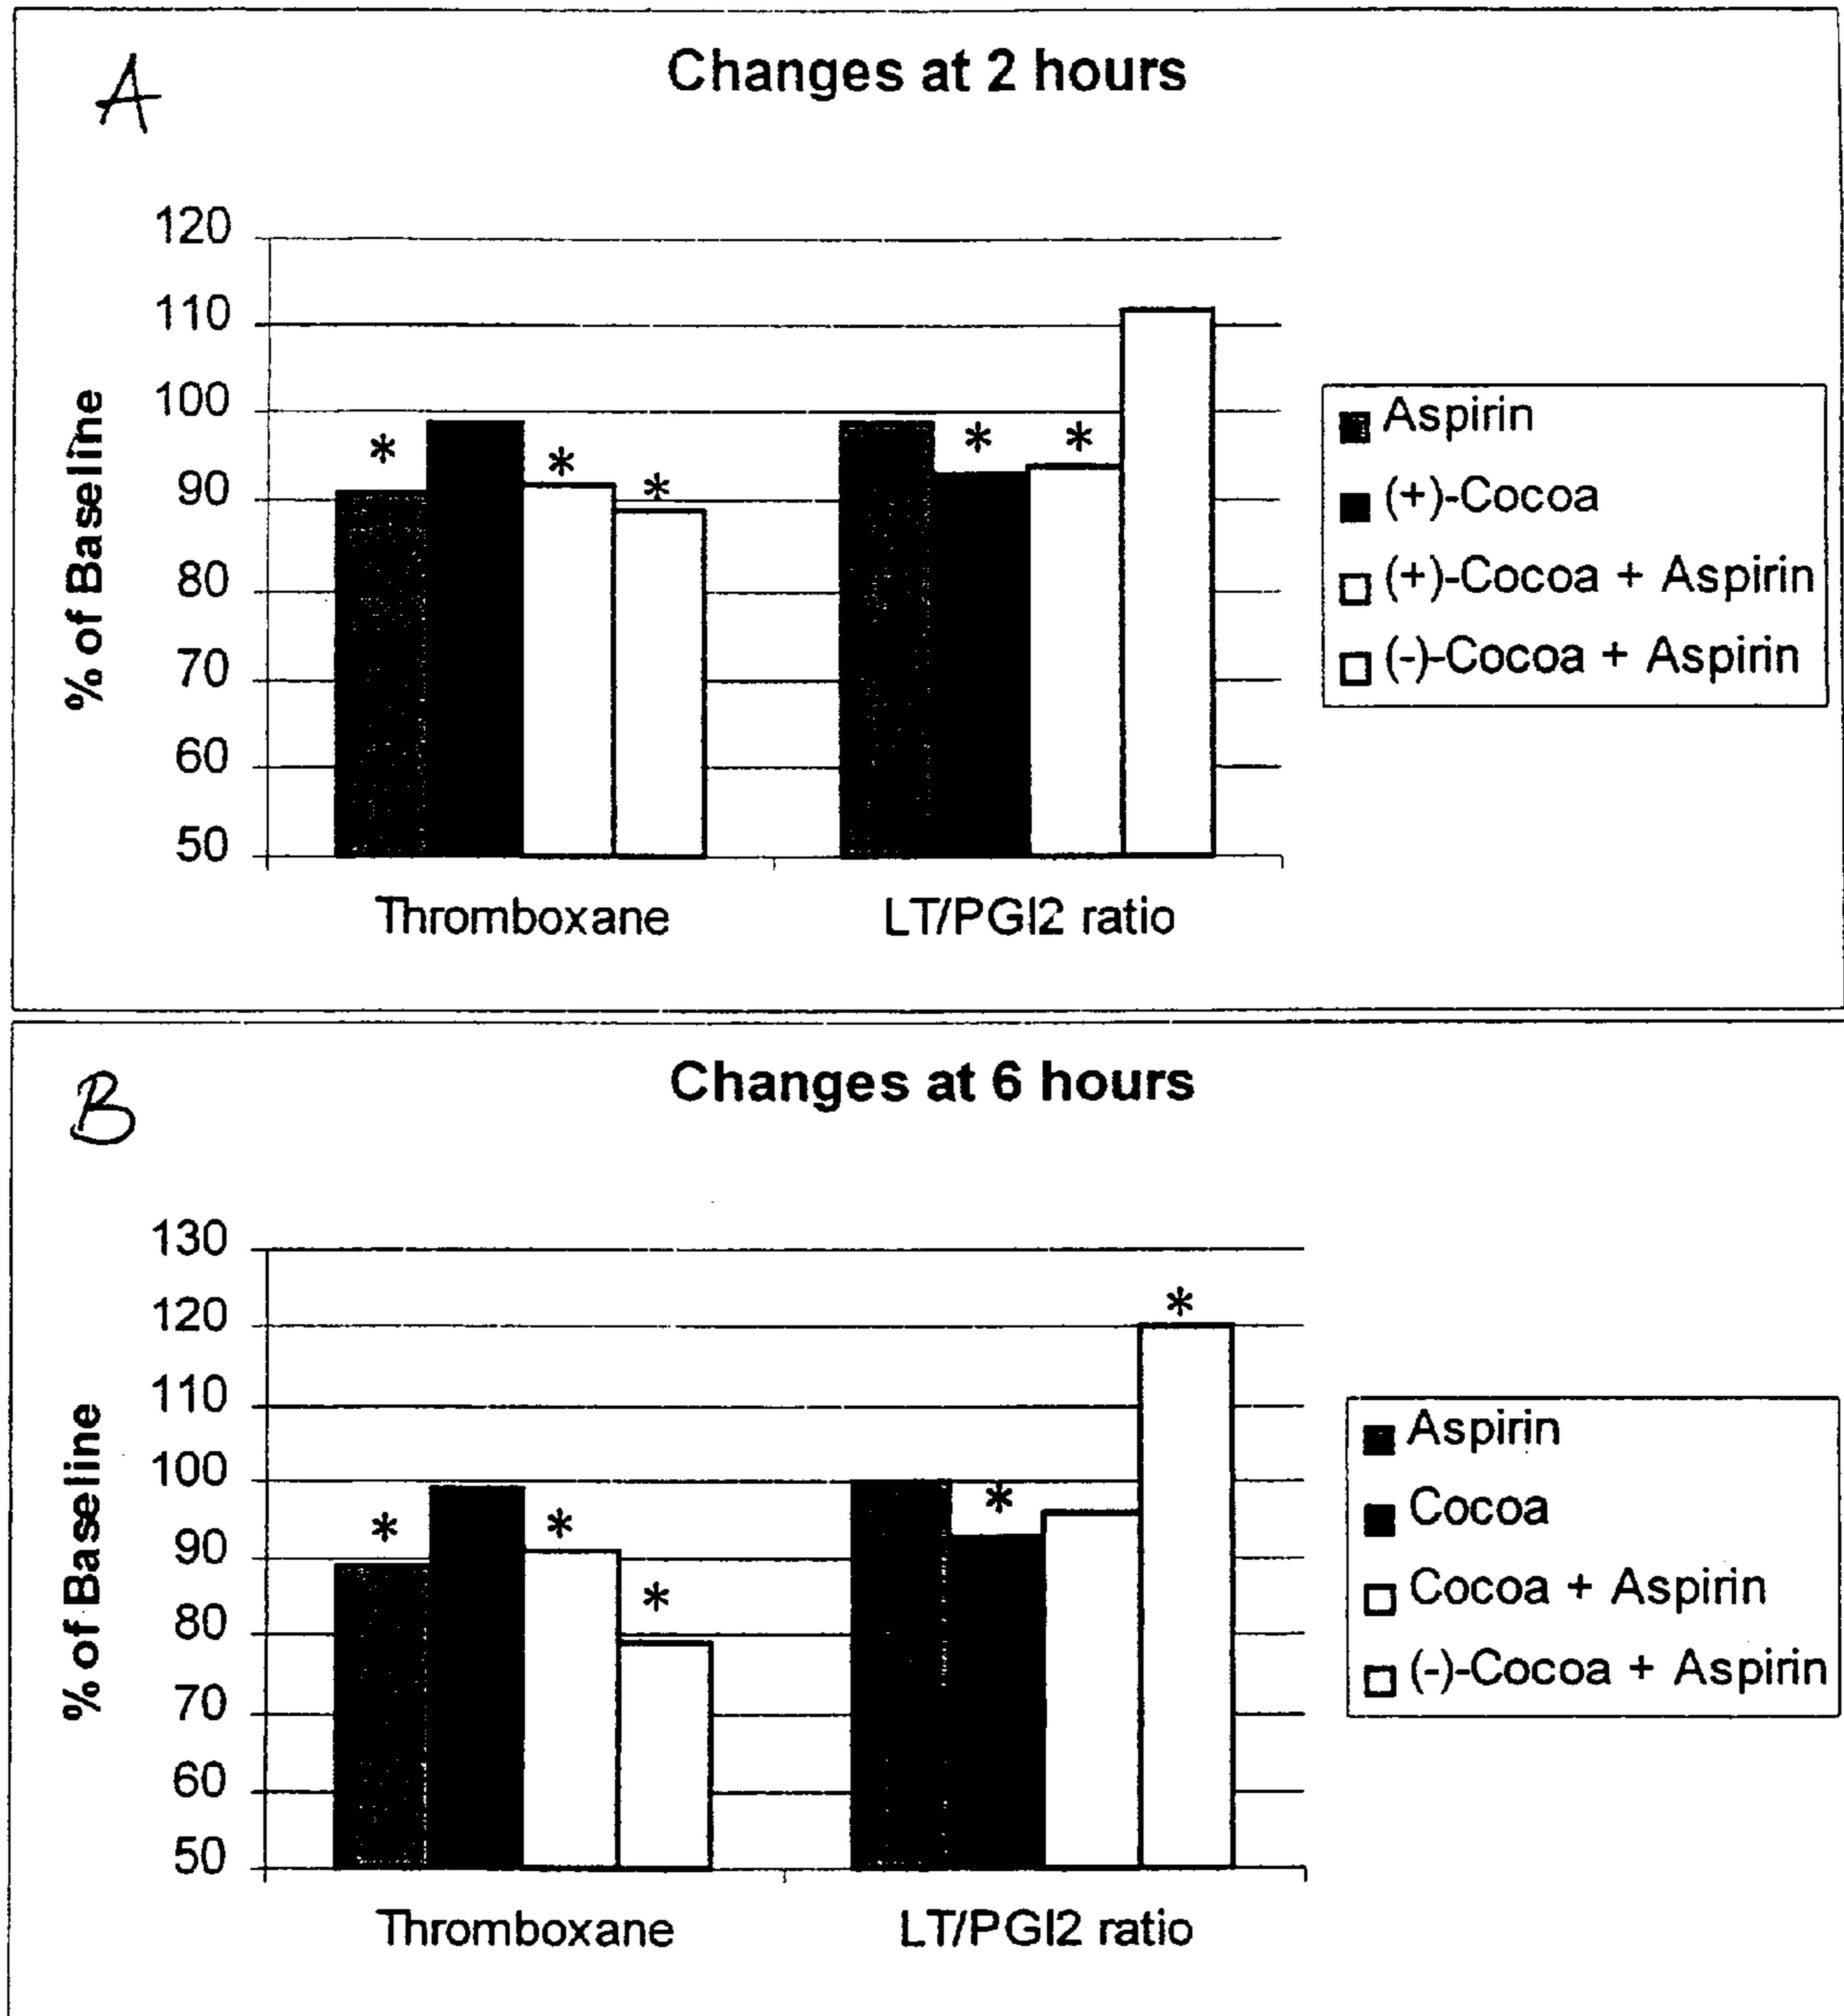 A
Changes at 2 hours
120
110
100
90
80
70
60
50
% of Baseline
*
*
*
*
*
Thromboxane
LT/PGI2 ratio
Aspirin
(+)-Cocoa
(+)-Cocoa + Aspirin
(-)-Cocoa + Aspirin
B
Changes at 6 hours
130
120
110
100
90
80
70
60
50
% of Baseline
*
*
*
*
*
Thromboxane
LT/PGI2 ratio
Aspirin
Cocoa
Cocoa + Aspirin
(-)-Cocoa + Aspirin